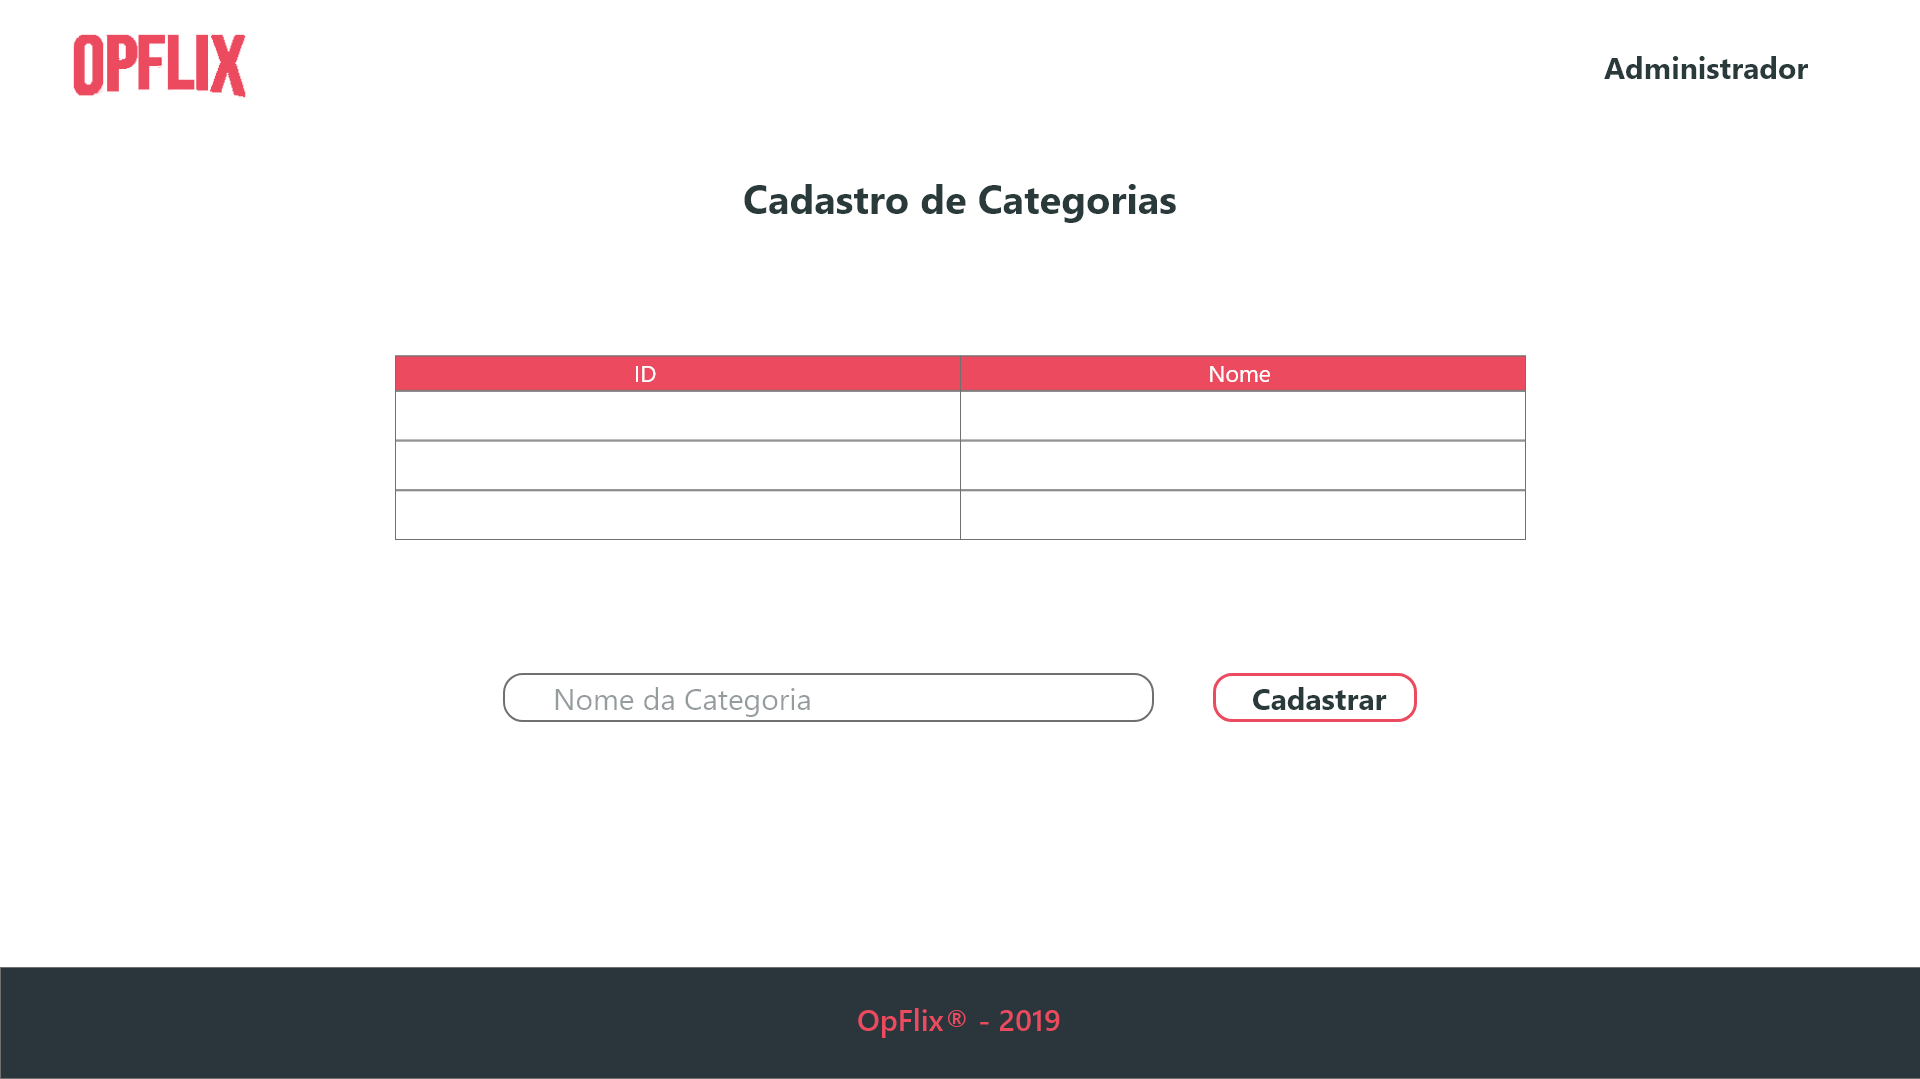 OPFLIX
Administrador
Cadastro de Categorias
ID Nome
Nome da Categoria Cadastrar
OpFlix® - 2019